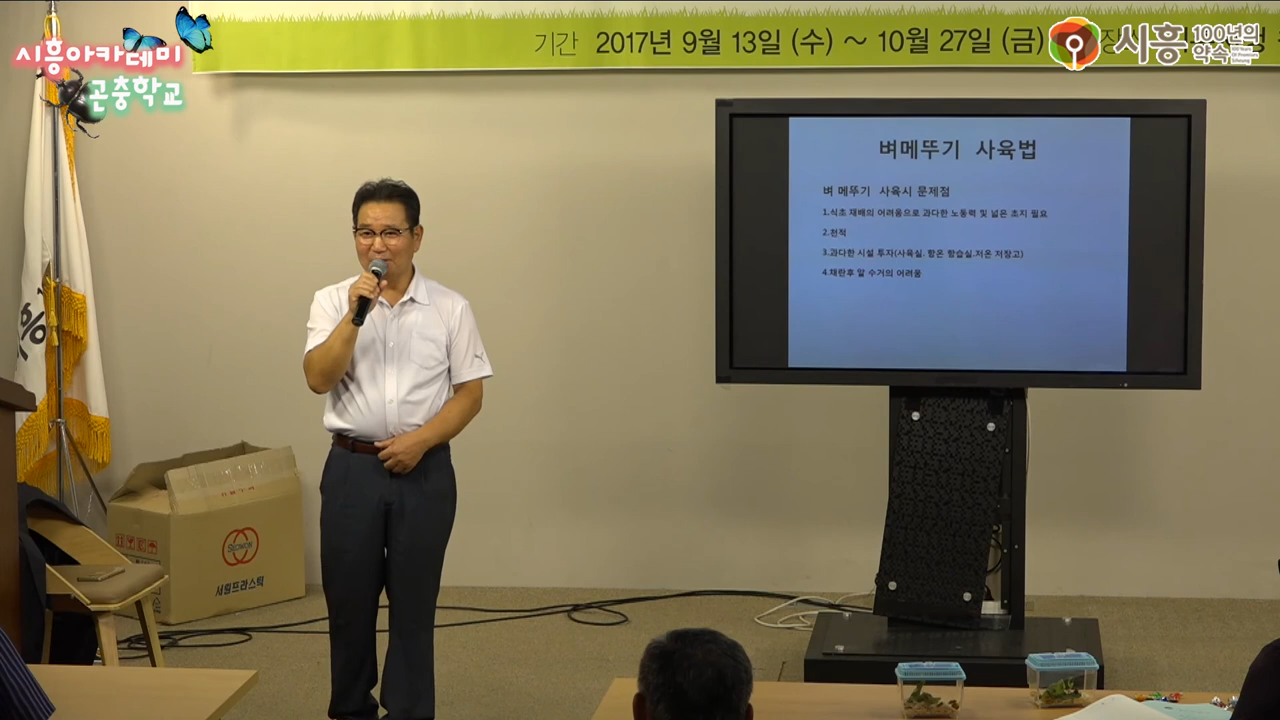 시흥아카데미
곤충학교
기간 2017년 9월 13일 (수) ~ 10월 27일 (금)
시흥 100년의 약속
벼메뚜기 사육법
벼 메뚜기 사육시 문제점
1.식초 재배의 어려움으로 과다한 노동력 및 넓은 초지 필요
2.천적
3.과다한 시설 투자(사육실. 항온 항습실.저온 저장고)
4.채란후 알 수거의 어려움
서원프라스틱